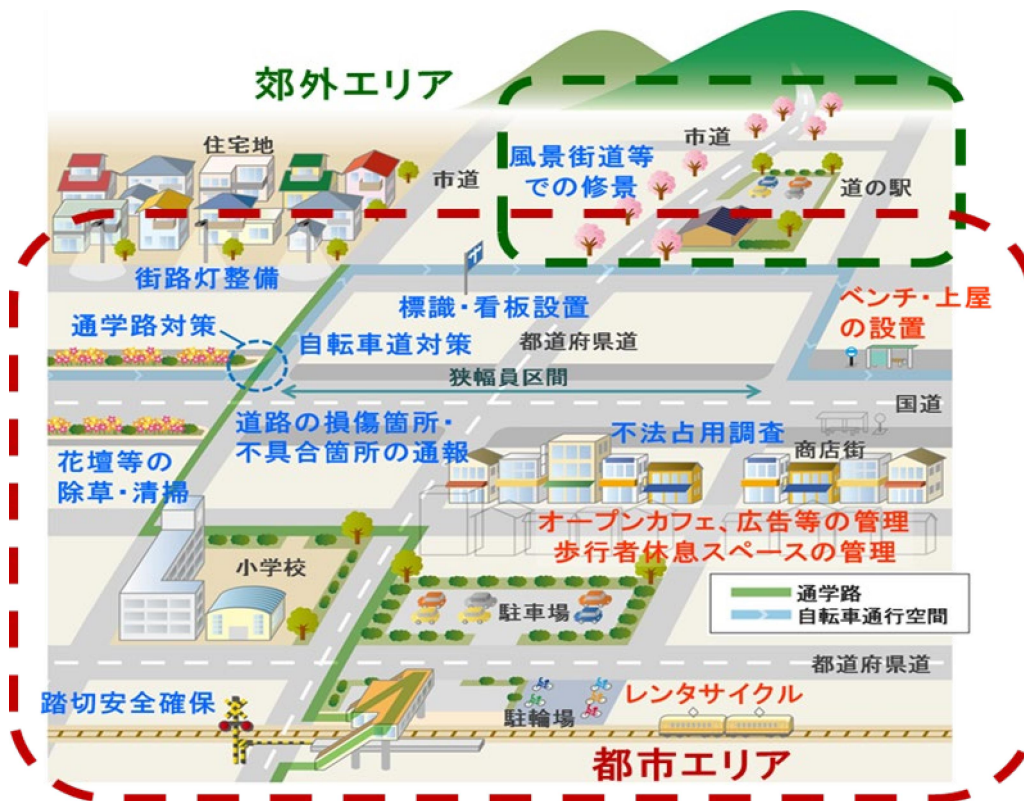 郊外エリア
住宅地
市道
市道
風景街道等
での修景
道の駅
街路灯整備
標識・看板設置
ベンチ・上屋
の設置
通学路対策
自転車道対策
都道府県道
狭幅員区間
国道
道路の損傷箇所・
不具合箇所の通報
不法占用調査
商店街
花壇等の
除草・清掃
オープンカフェ、広告等の管理
歩行者休息スペースの管理
小学校
駐車場
通学路
自転車通行空間
都道府県道
踏切安全確保
駐輪場
レンタサイクル
都市エリア